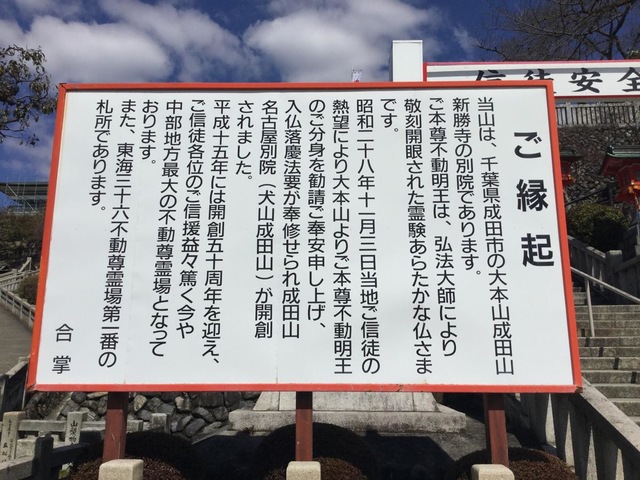 ご縁起
当山は、千葉県成田市の大本山成田山
新勝寺の別院であります。
ご本尊不動明王は、弘法大師により
敬刻開眼された霊験あらたかな仏さま
です。
昭和二十八年十一月三日当地ご信徒の
熱望により大本山よりご本尊不動明王
のご分身を勧請ご奉安申し上げ、
入仏落慶法要が奉修せられ成田山
名古屋別院（犬山成田山）が開創
されました。
平成十五年には開創五十周年を迎え、
ご信徒各位のご信援益々篤く今や
中部地方最大の不動尊霊場となって
おります。
また、東海三十六不動尊霊場第一番の
札所であります。
合掌
信徒安全